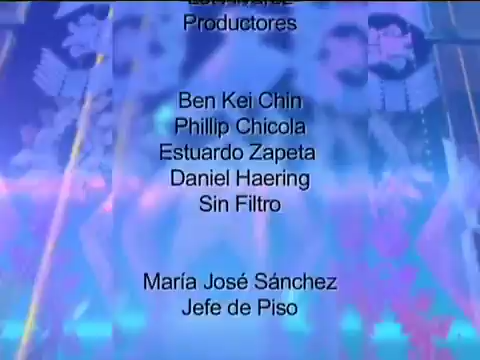 Productores
Ben Kei Chin
Phillip Chicola
Estuardo Zapeta
Daniel Haering
Sin Filtro
María José Sánchez
Jefe de Piso